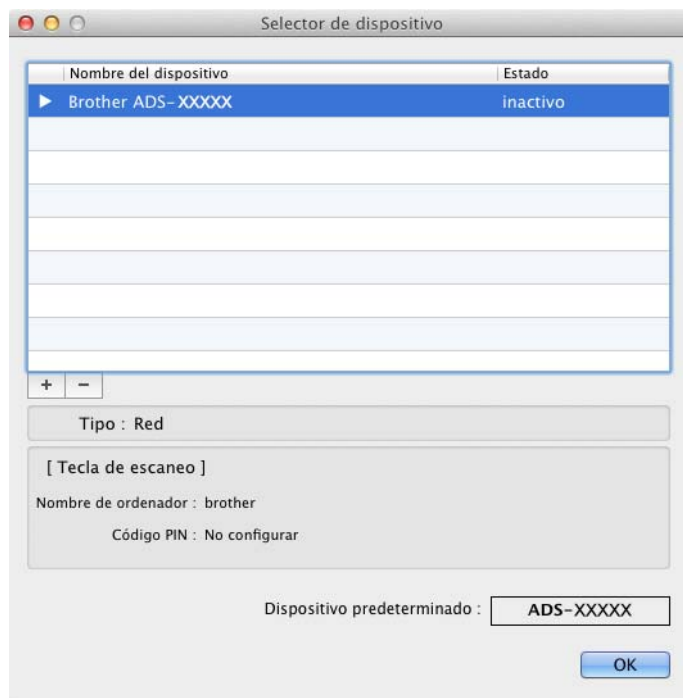 Selector de dispositivo
Nombre del dispositivo Estado
Brother ADS-XXXXX inactivo
+ −
Tipo : Red
[ Tecla de escaneo ]
Nombre de ordenador : brother
Código PIN : No configurar
Dispositivo predeterminado : ADS-XXXXX
OK